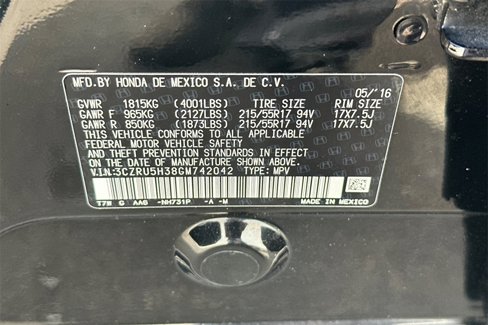 MFD.BY HONDA DE MEXICO S.A. DE C.V.
05/'16
GVWR 1815KG (4001LBS) TIRE SIZE RIM SIZE
GAWR F 965KG (2127LBS) 215/55R17 94V 17X7.5J
GAWR R 850KG (1873LBS) 215/55R17 94V 17X7.5J
THIS VEHICLE CONFORMS TO ALL APPLICABLE
FEDERAL MOTOR VEHICLE SAFETY, BUMPER, AND
THEFT PREVENTION STANDARDS IN EFFECT ON
THE DATE OF MANUFACTURE SHOWN ABOVE.
V.I.N:3CZRU5H38GM742042 TYPE: MPV
T7W G AA6 -NH731P -A -M MADE IN MEXICO